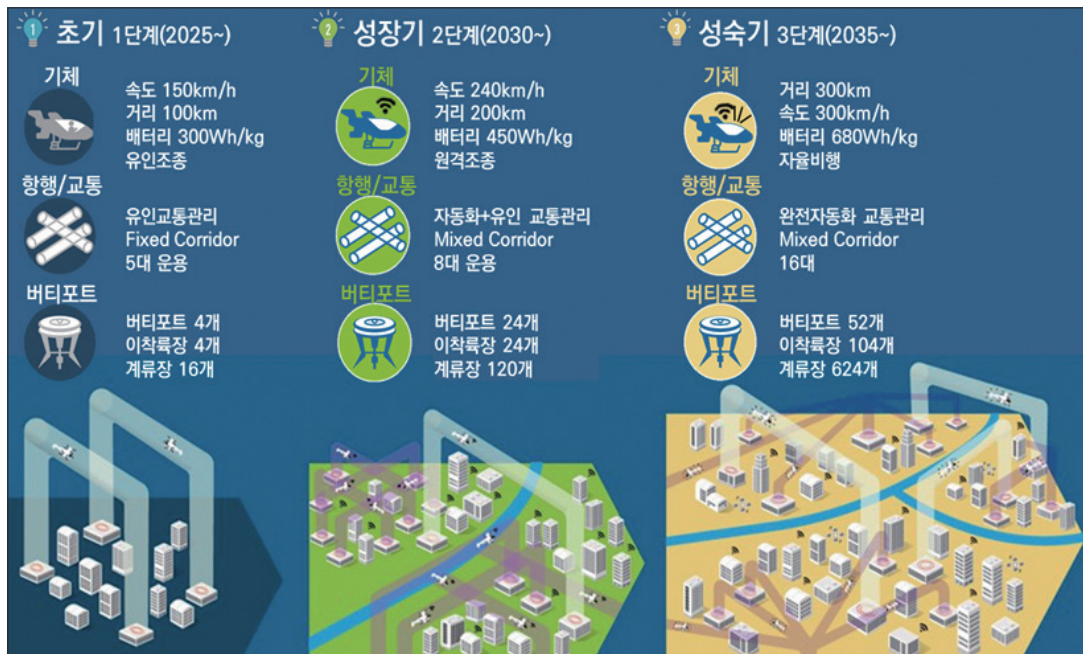 1 초기 1단계(2025~)
기체
속도 150km/h
거리 100km
배터리 300Wh/kg
유인조종
항행/교통
유인교통관리
Fixed Corridor
5대 운용
버티포트
버티포트 4개
이착륙장 4개
계류장 16개
2 성장기 2단계(2030~)
기체
속도 240km/h
거리 200km
배터리 450Wh/kg
원격조종
항행/교통
자동화+유인 교통관리
Mixed Corridor
8대 운용
버티포트
버티포트 24개
이착륙장 24개
계류장 120개
3 성숙기 3단계(2035~)
기체
거리 300km
속도 300km/h
배터리 680Wh/kg
자율비행
항행/교통
완전자동화 교통관리
Mixed Corridor
16대
버티포트
버티포트 52개
이착륙장 104개
계류장 624개